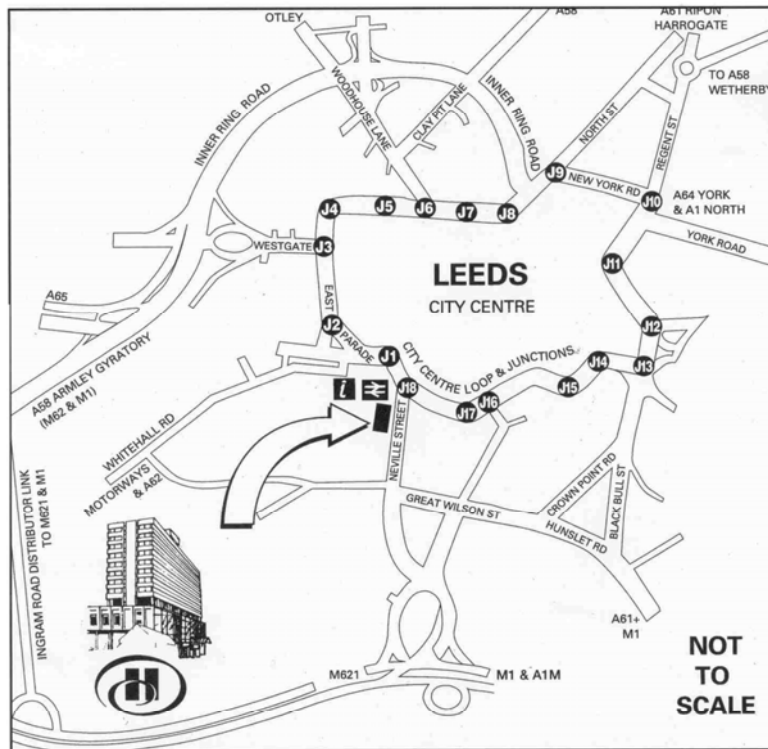 OTLEY
A58
A61 RIPON
HARROGATE
TO A58
WETHERBY
INNER RING ROAD
WOODHOUSE LANE
CLAY PIT LANE
INNER RING ROAD
NORTH ST
REGENT ST
J9
NEW YORK RD
J10
A64 YORK
& A1 NORTH
YORK ROAD
J4
J5
J6
J7
J8
WESTGATE
J3
J11
LEEDS
CITY CENTRE
A65
EAST
PARADE
J2
J12
J1
CITY CENTRE LOOP & JUNCTIONS
J14
J13
J15
J18
J16
J17
i
A58 ARMLEY GYRATORY
(M62 & M1)
WHITEHALL RD
MOTORWAYS
& A62
NEVILLE STREET
GREAT WILSON ST
CROWN POINT RD
BLACK BULL ST
HUNSLET RD
INGRAM ROAD DISTRIBUTOR LINK
TO M621 & M1
A61+
M1
H
M621
M1 & A1M
NOT
TO
SCALE